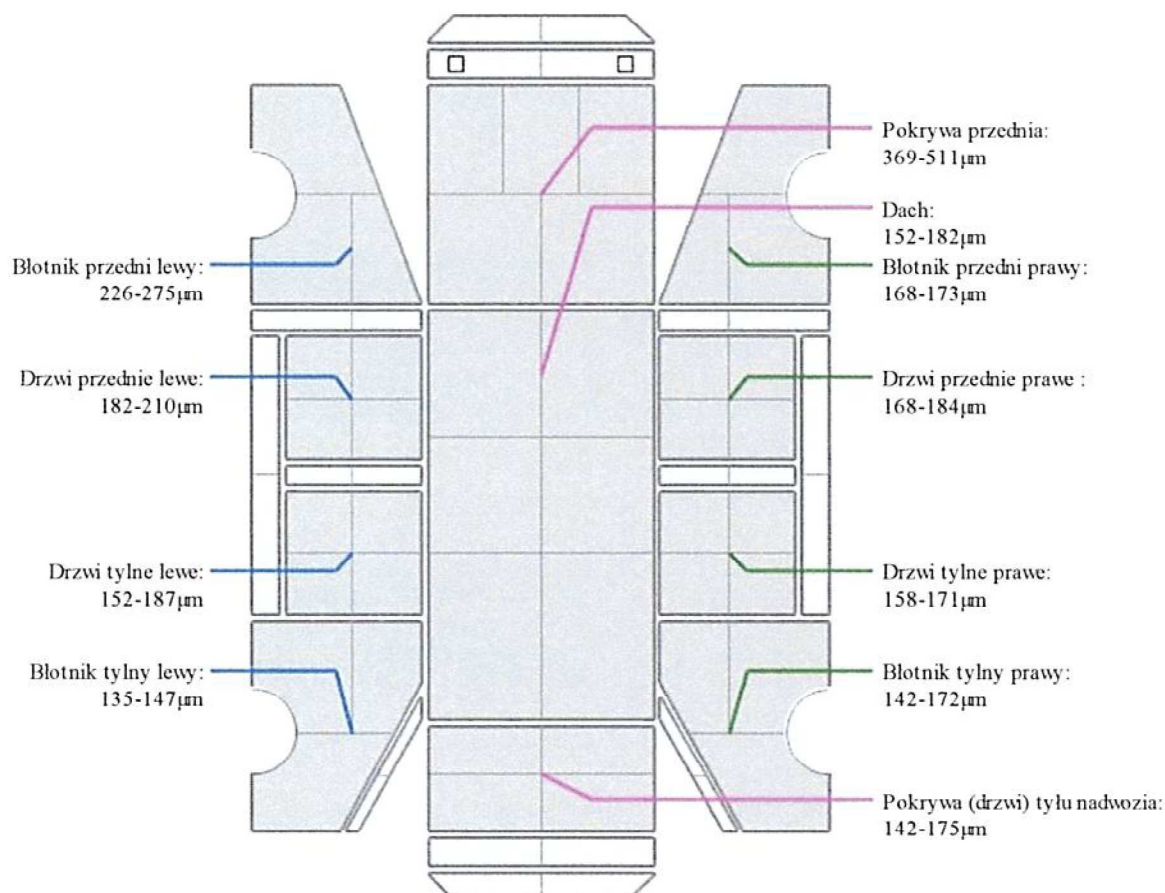 Pokrywa przednia:
369-511µm
Dach:
152-182µm
Błotnik przedni lewy:
226-275µm
Błotnik przedni prawy:
168-173µm
Drzwi przednie lewe:
182-210µm
Drzwi przednie prawe :
168-184µm
Drzwi tylne lewe:
152-187µm
Drzwi tylne prawe:
158-171µm
Błotnik tylny lewy:
135-147µm
Błotnik tylny prawy:
142-172µm
Pokrywa (drzwi) tyłu nadwozia:
142-175µm